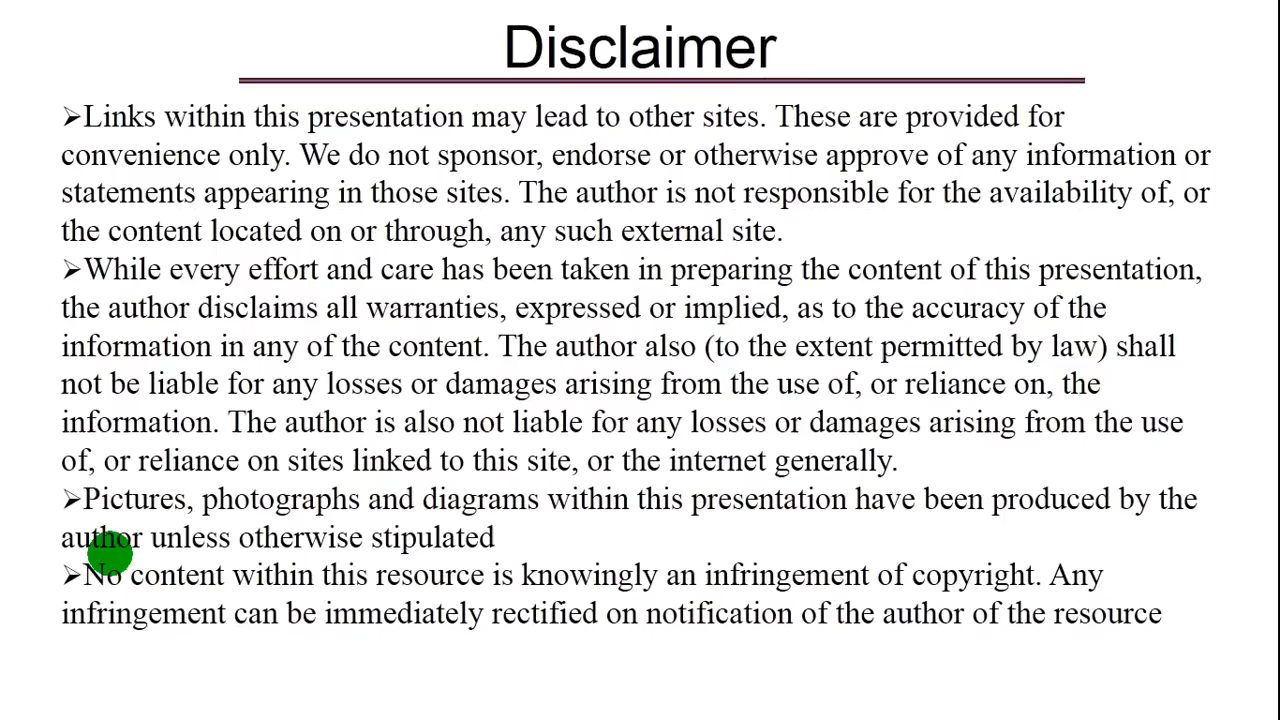 Disclaimer
➢Links within this presentation may lead to other sites. These are provided for
convenience only. We do not sponsor, endorse or otherwise approve of any information or
statements appearing in those sites. The author is not responsible for the availability of, or
the content located on or through, any such external site.
➢While every effort and care has been taken in preparing the content of this presentation,
the author disclaims all warranties, expressed or implied, as to the accuracy of the
information in any of the content. The author also (to the extent permitted by law) shall
not be liable for any losses or damages arising from the use of, or reliance on, the
information. The author is also not liable for any losses or damages arising from the use
of, or reliance on sites linked to this site, or the internet generally.
➢Pictures, photographs and diagrams within this presentation have been produced by the
author unless otherwise stipulated
➢No content within this resource is knowingly an infringement of copyright. Any
infringement can be immediately rectified on notification of the author of the resource